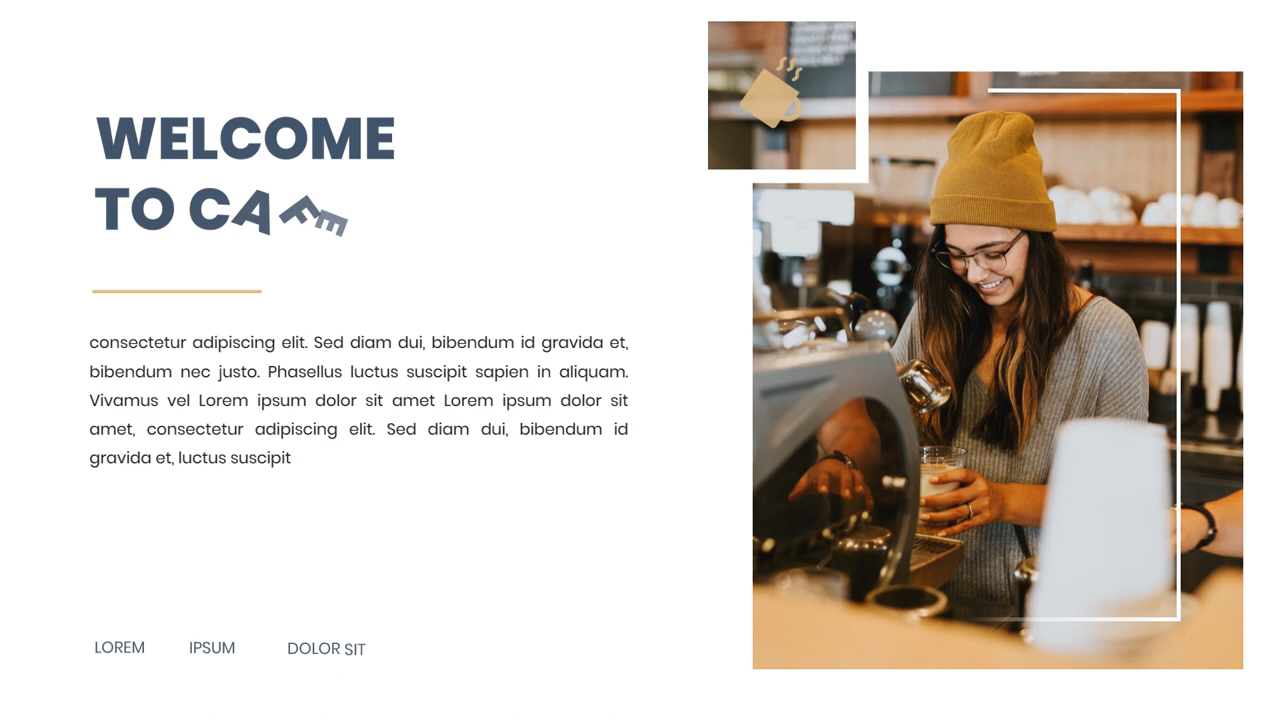 WELCOME
TO CAFE
consectetur adipiscing elit. Sed diam dui, bibendum id gravida et,
bibendum nec justo. Phasellus luctus suscipit sapien in aliquam.
Vivamus vel Lorem ipsum dolor sit amet Lorem ipsum dolor sit
amet, consectetur adipiscing elit. Sed diam dui, bibendum id
gravida et, luctus suscipit
LOREM IPSUM DOLOR SIT